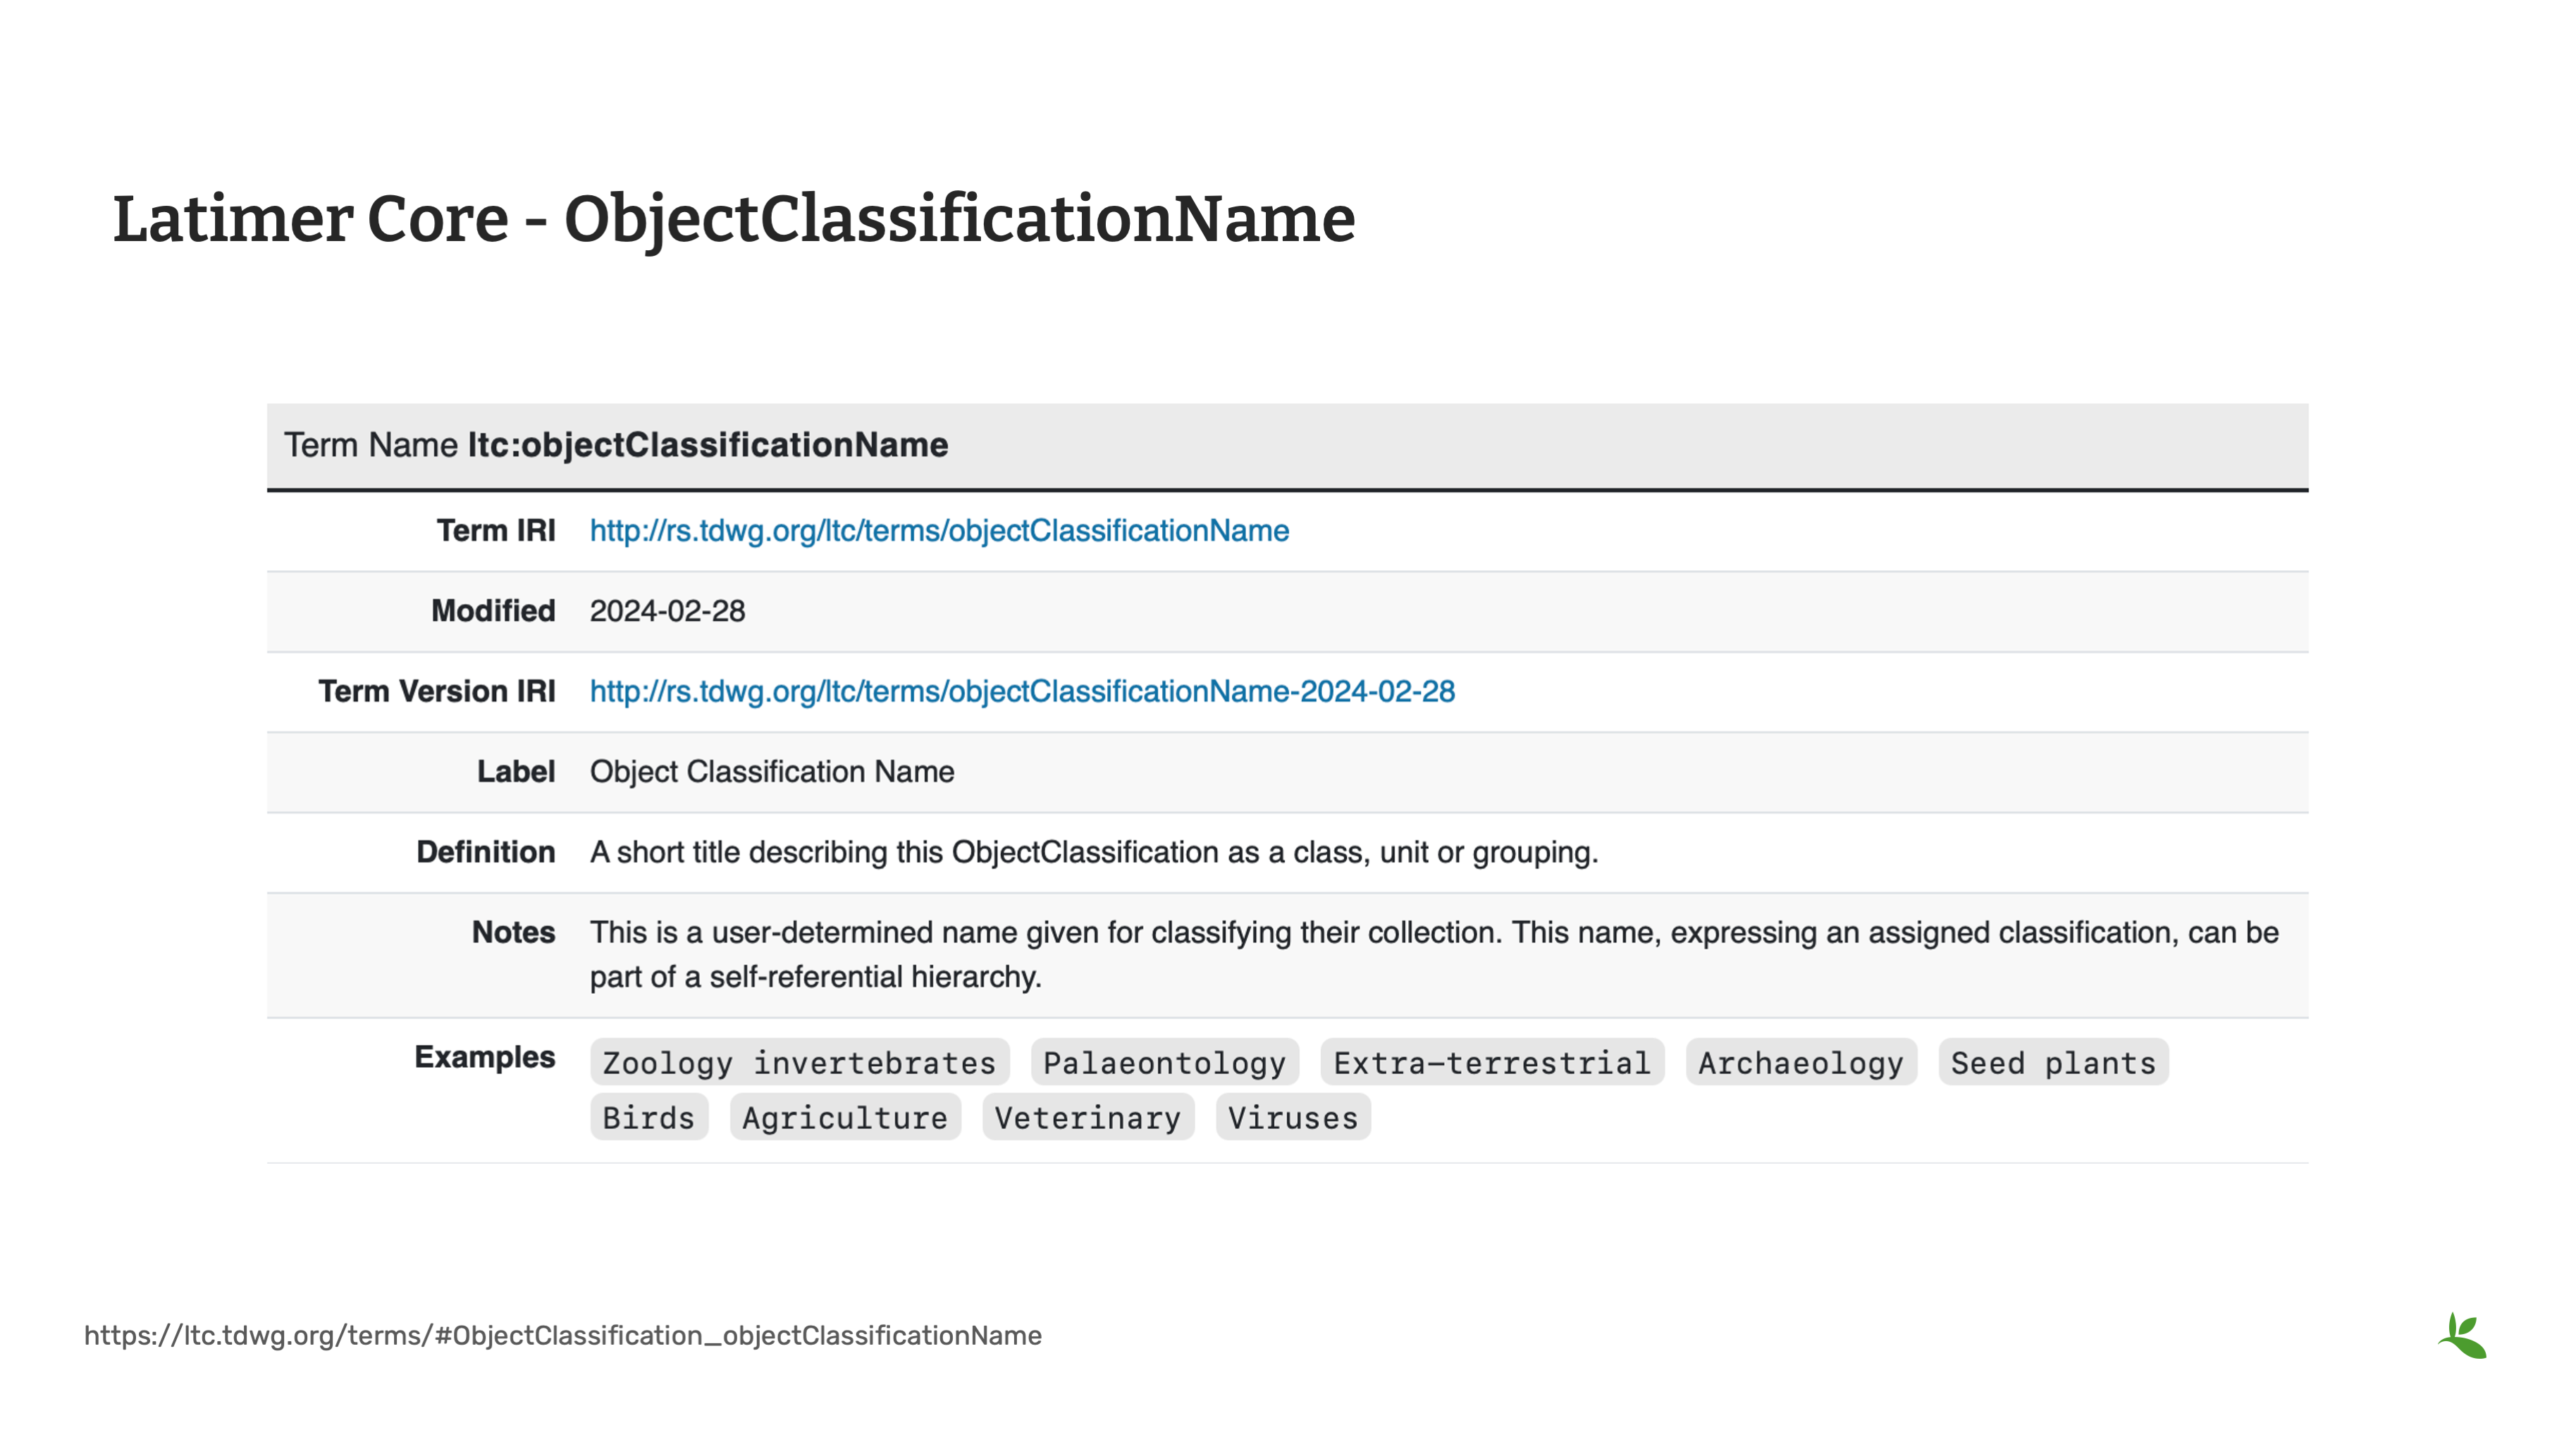 Latimer Core - ObjectClassificationName
Term Name ltc:objectClassificationName
Term IRI http://rs.tdwg.org/ltc/terms/objectClassificationName
Modified 2024-02-28
Term Version IRI http://rs.tdwg.org/ltc/terms/objectClassificationName-2024-02-28
Label Object Classification Name
Definition A short title describing this ObjectClassification as a class, unit or grouping.
Notes This is a user-determined name given for classifying their collection. This name, expressing an assigned classification, can be
part of a self-referential hierarchy.
Examples Zoology invertebrates Palaeontology Extra-terrestrial Archaeology Seed plants
Birds Agriculture Veterinary Viruses
https://ltc.tdwg.org/terms/#ObjectClassification_objectClassificationName